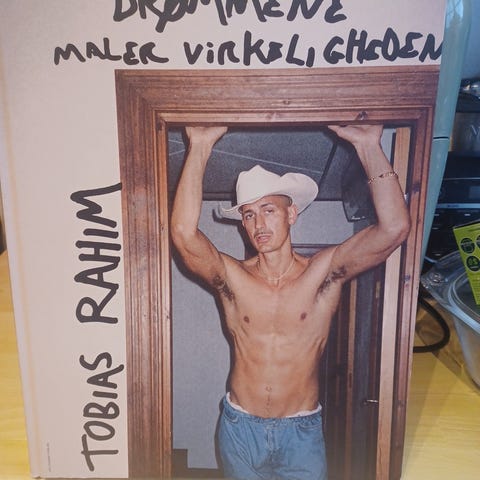 DRØMMENE
MALER ViRKELiGHEDEN
TOBIAS RAHIM